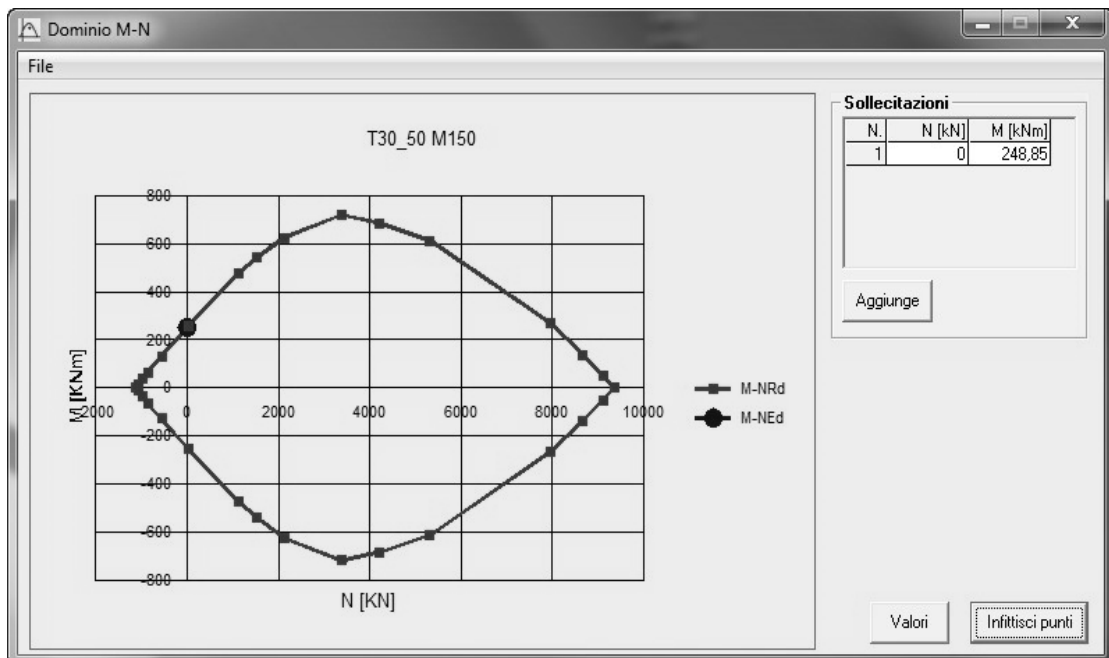 Dominio M-N
File
T30_50 M150
800
600
400
200
0
-200
-400
-600
-800
M [KNm]
-2000 0 2000 4000 6000 8000 10000
N [KN]
M-NRd
M-NEd
Sollecitazioni
N. N [kN] M [kNm]
1 0 248,85
Aggiunge
Valori
Infittisci punti